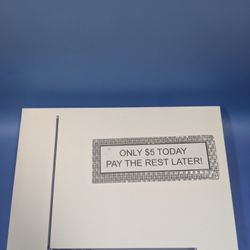 ONLY $5 TODAY
PAY THE REST LATER!